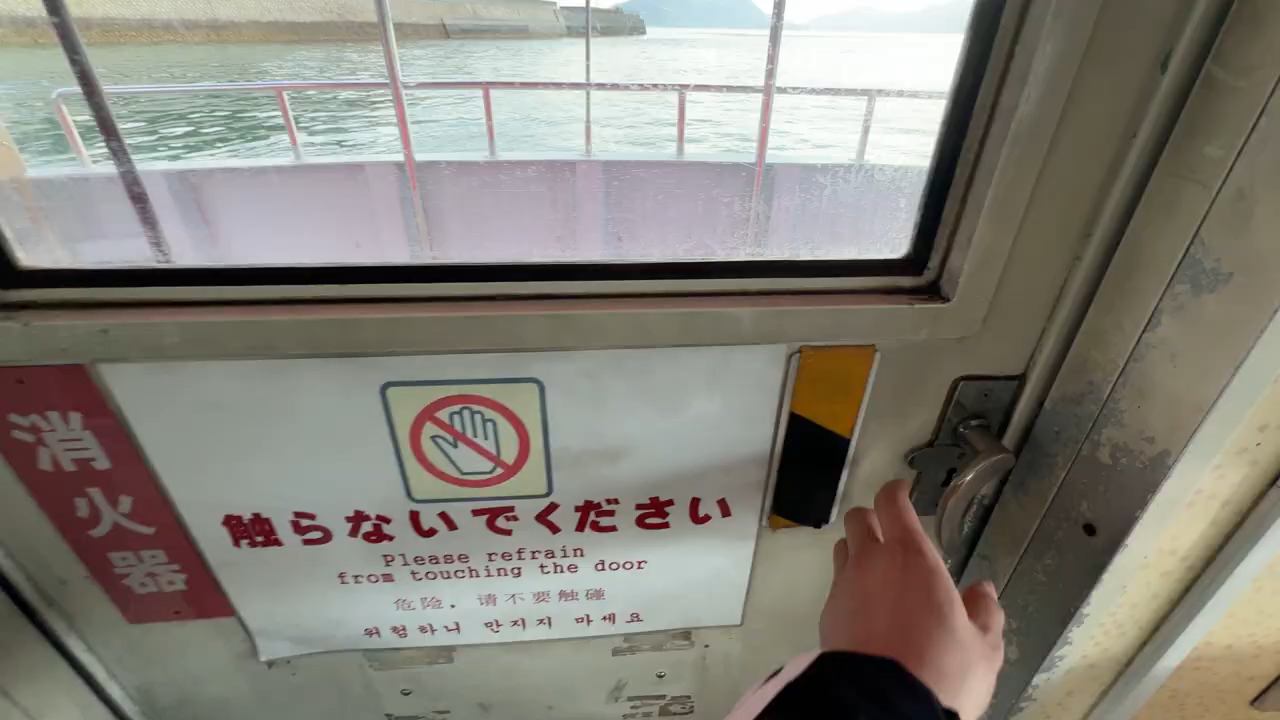 消火器
触らないでください
Please refrain
from touching the door
危险，请不要触碰
위험하니 만지지 마세요